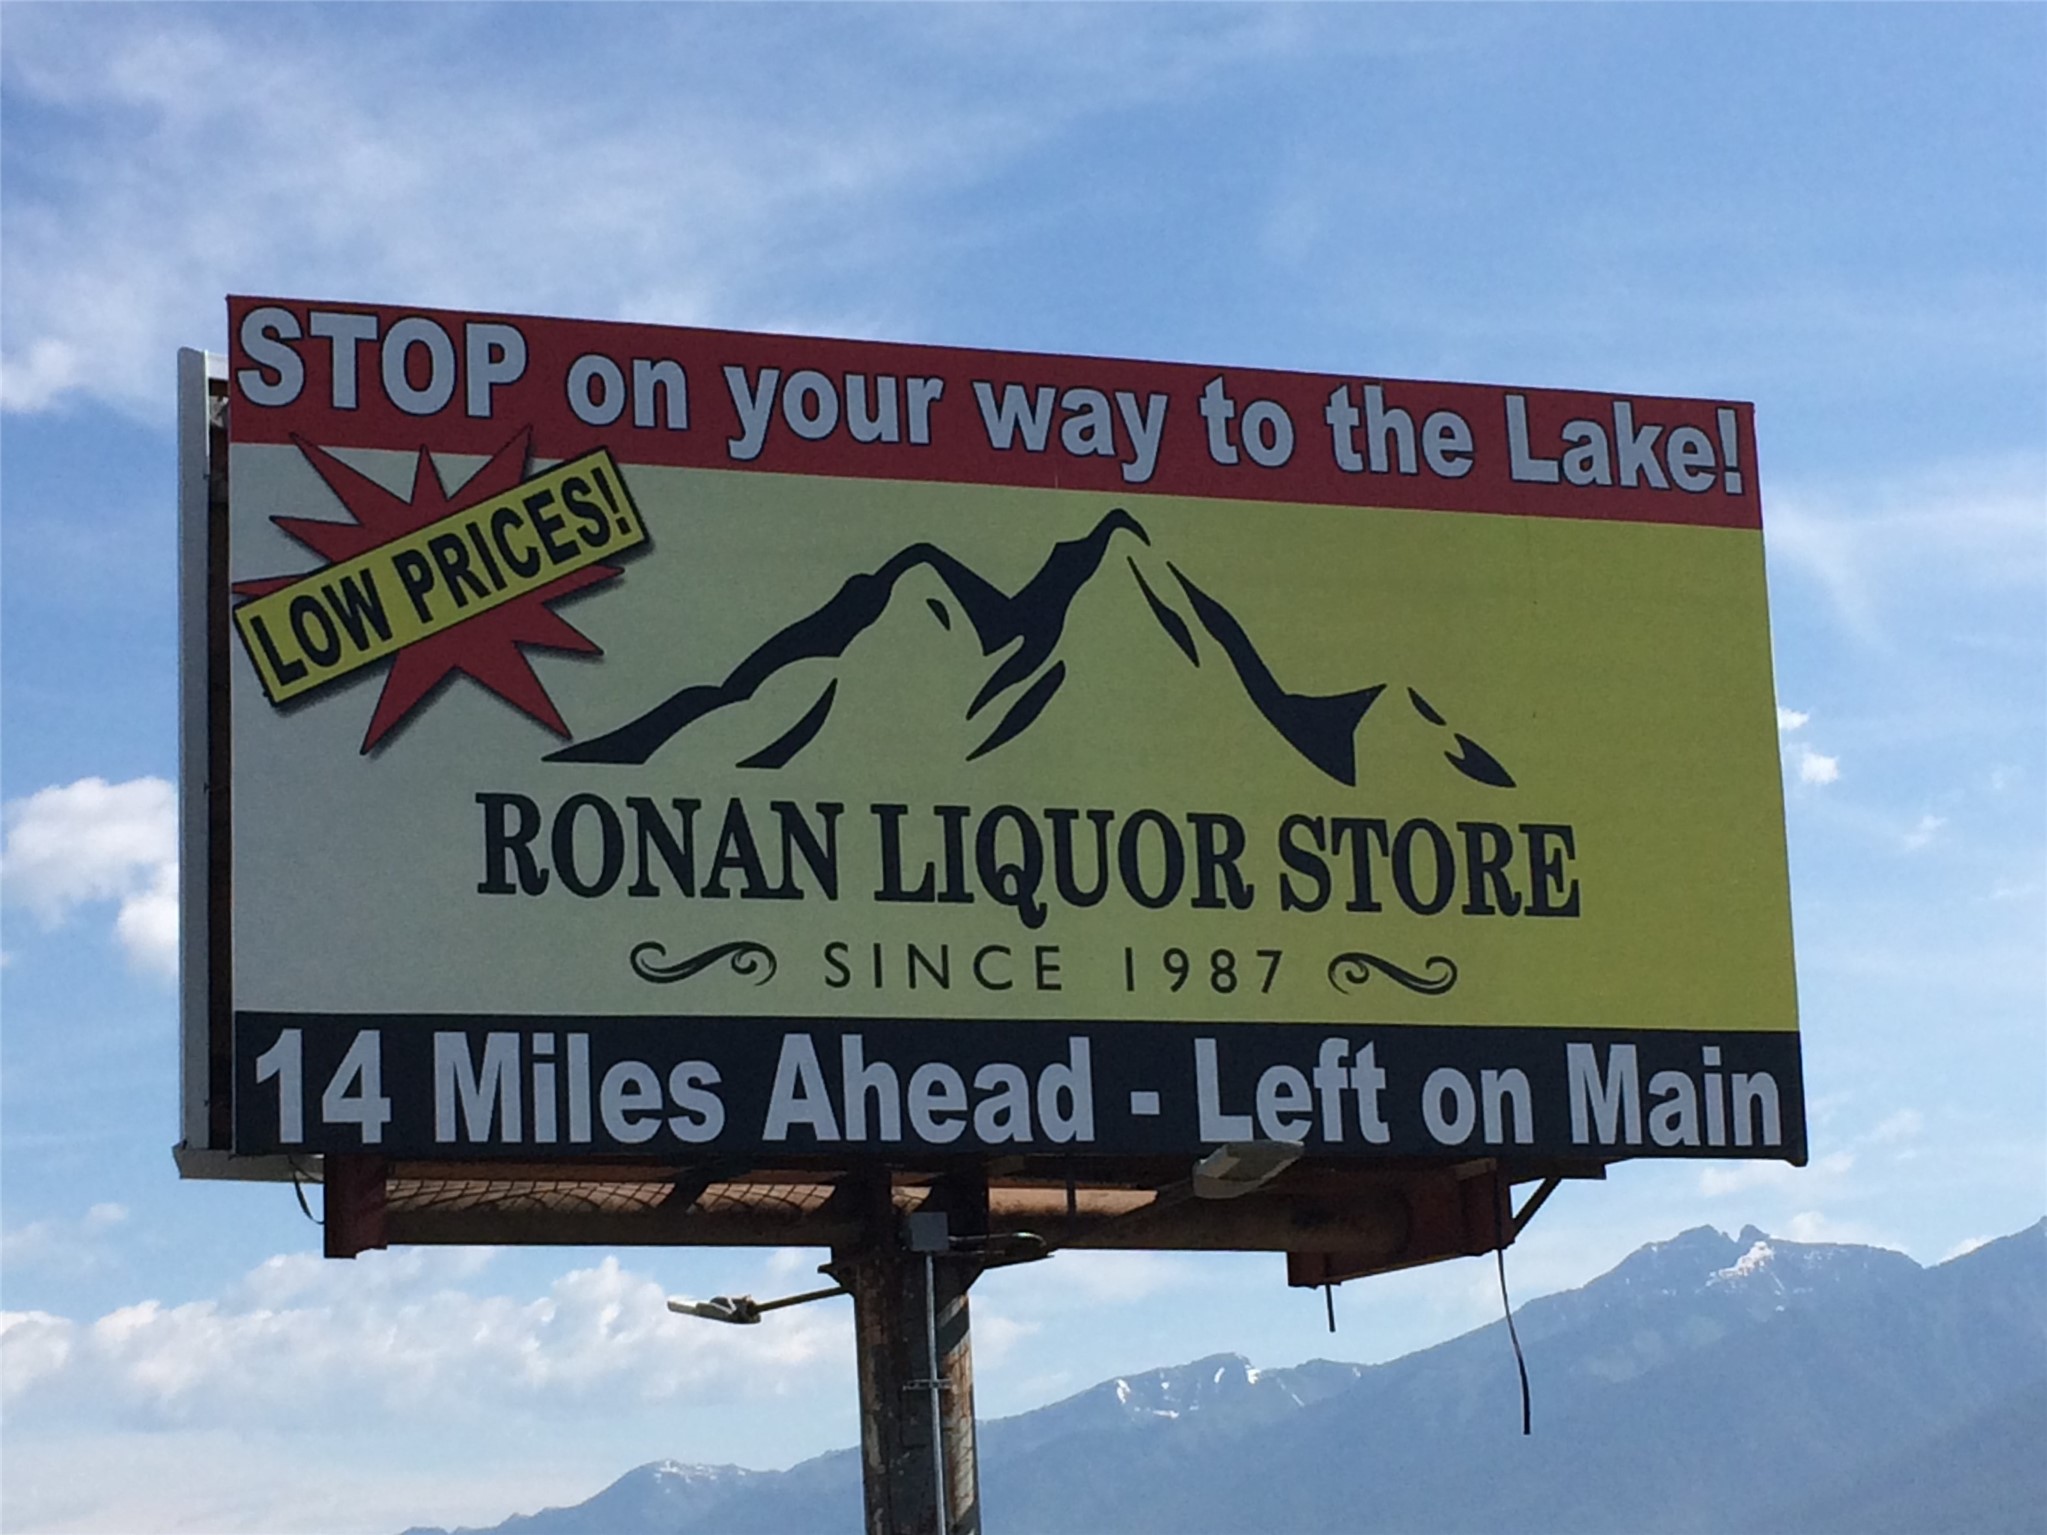 STOP on your way to the Lake!
LOW PRICES!
RONAN LIQUOR STORE
SINCE 1987
14 Miles Ahead - Left on Main